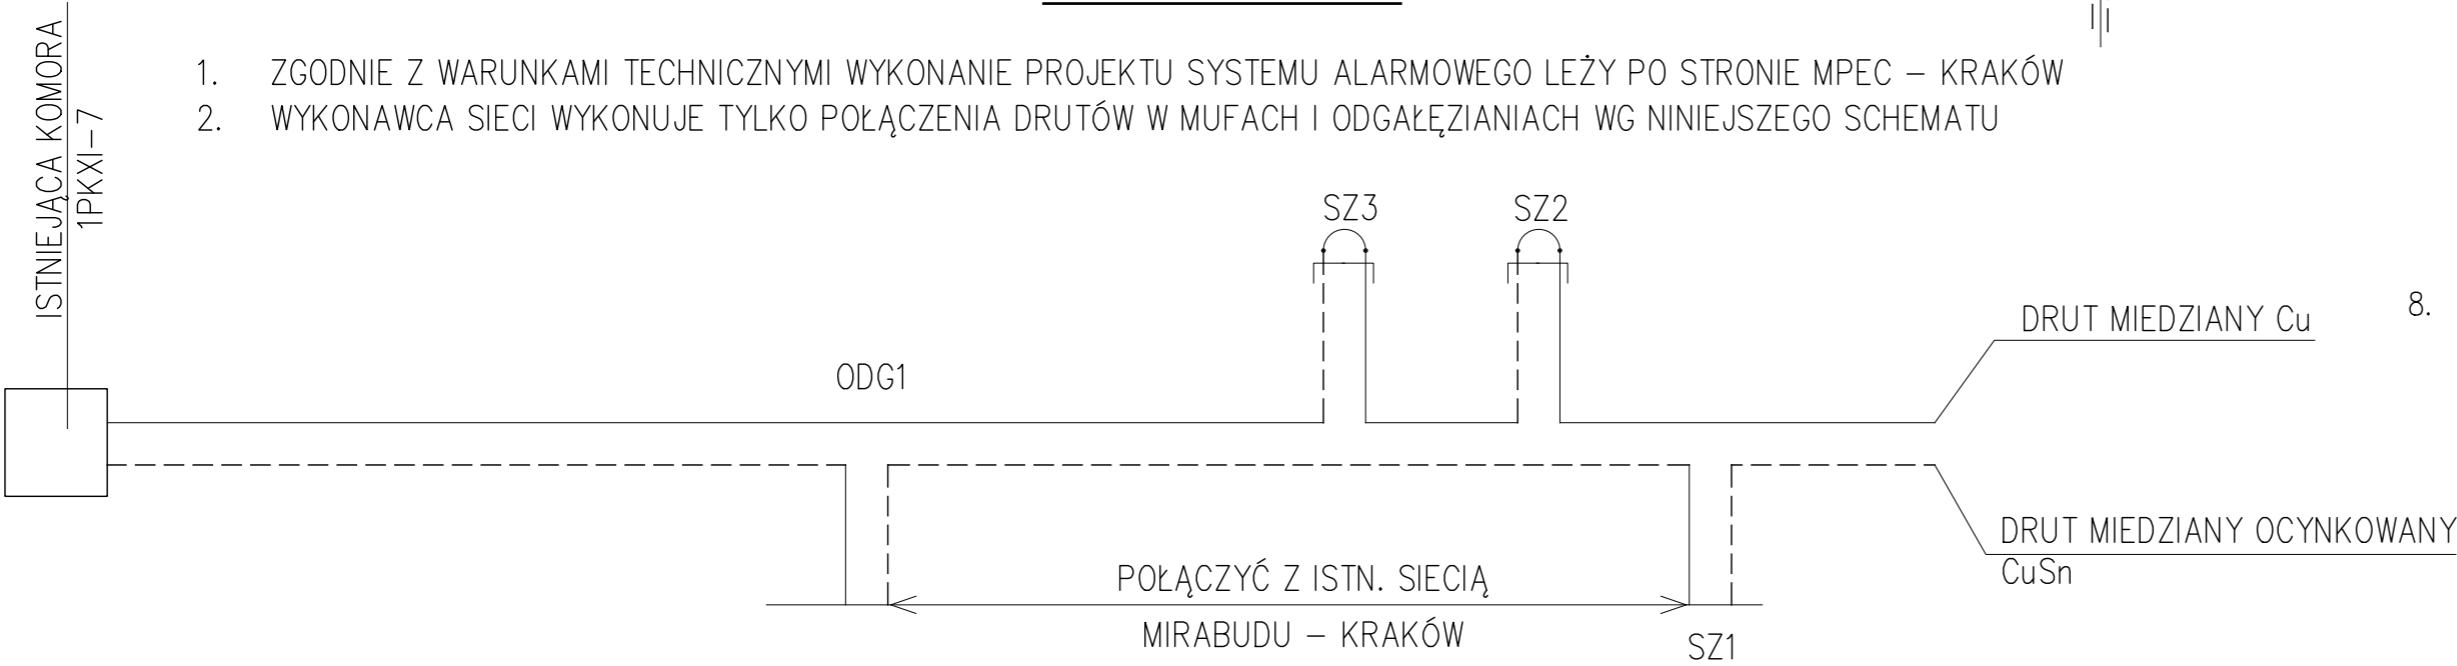 ISTNIEJĄCA KOMORA
1PKXI-7
1. ZGODNIE Z WARUNKAMI TECHNICZNYMI WYKONANIE PROJEKTU SYSTEMU ALARMOWEGO LEŻY PO STRONIE MPEC – KRAKÓW
2. WYKONAWCA SIECI WYKONUJE TYLKO POŁĄCZENIA DRUTÓW W MUFACH I ODGAŁĘZIANIACH WG NINIEJSZEGO SCHEMATU
SZ3
SZ2
8.
DRUT MIEDZIANY Cu
ODG1
DRUT MIEDZIANY OCYNKOWANY
CuSn
POŁĄCZYĆ Z ISTN. SIECIĄ
MIRABUDU – KRAKÓW
SZ1